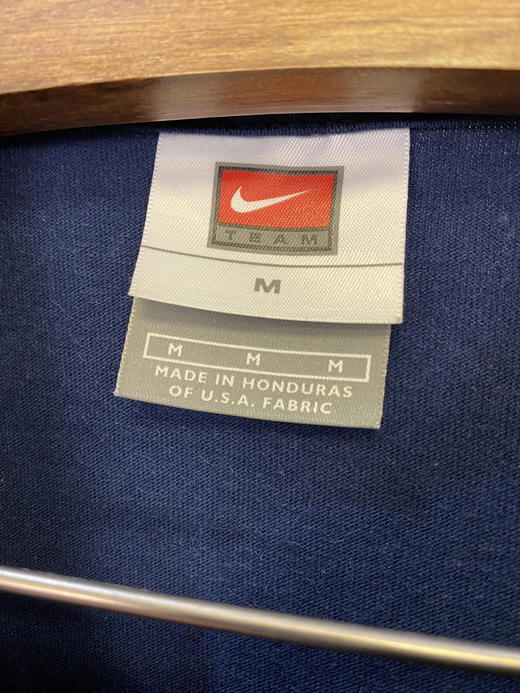 TEAM
M
M M M
MADE IN HONDURAS
OF U.S.A. FABRIC